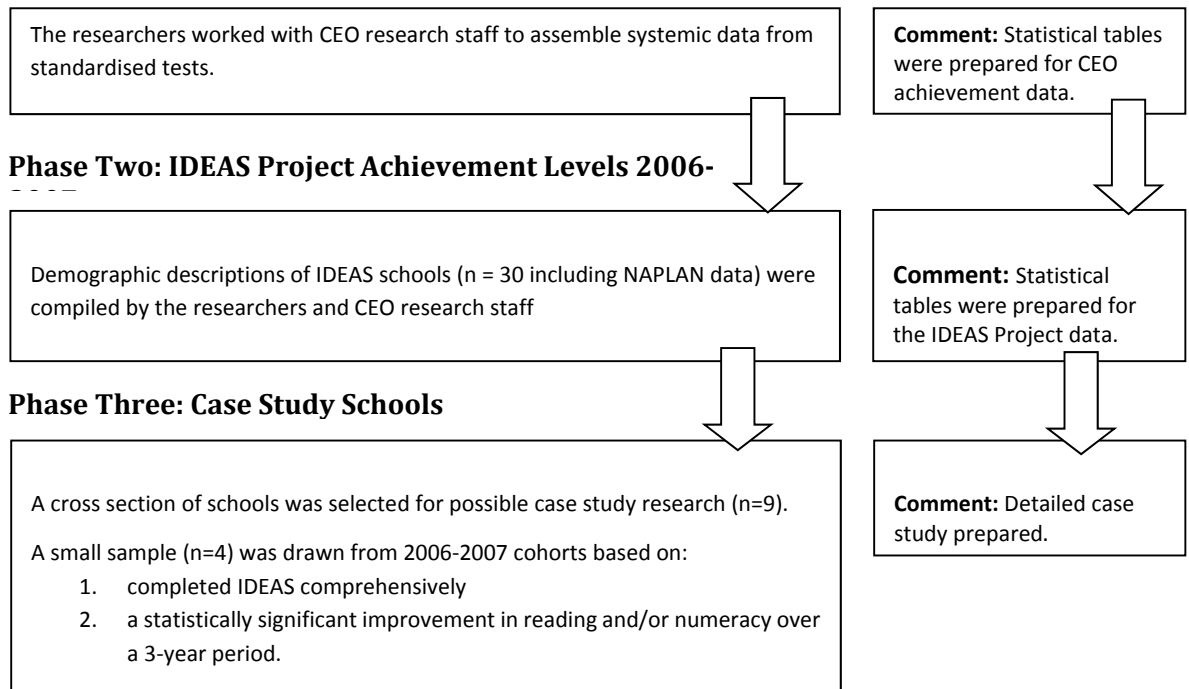 The researchers worked with CEO research staff to assemble systemic data from
standardised tests.
Comment: Statistical tables
were prepared for CEO
achievement data.
Phase Two: IDEAS Project Achievement Levels 2006-
Demographic descriptions of IDEAS schools (n = 30 including NAPLAN data) were
compiled by the researchers and CEO research staff
Comment: Statistical
tables were prepared for
the IDEAS Project data.
Phase Three: Case Study Schools
A cross section of schools was selected for possible case study research (n=9).
A small sample (n=4) was drawn from 2006-2007 cohorts based on:
1. completed IDEAS comprehensively
2. a statistically significant improvement in reading and/or numeracy over
a 3-year period.
Comment: Detailed case
study prepared.